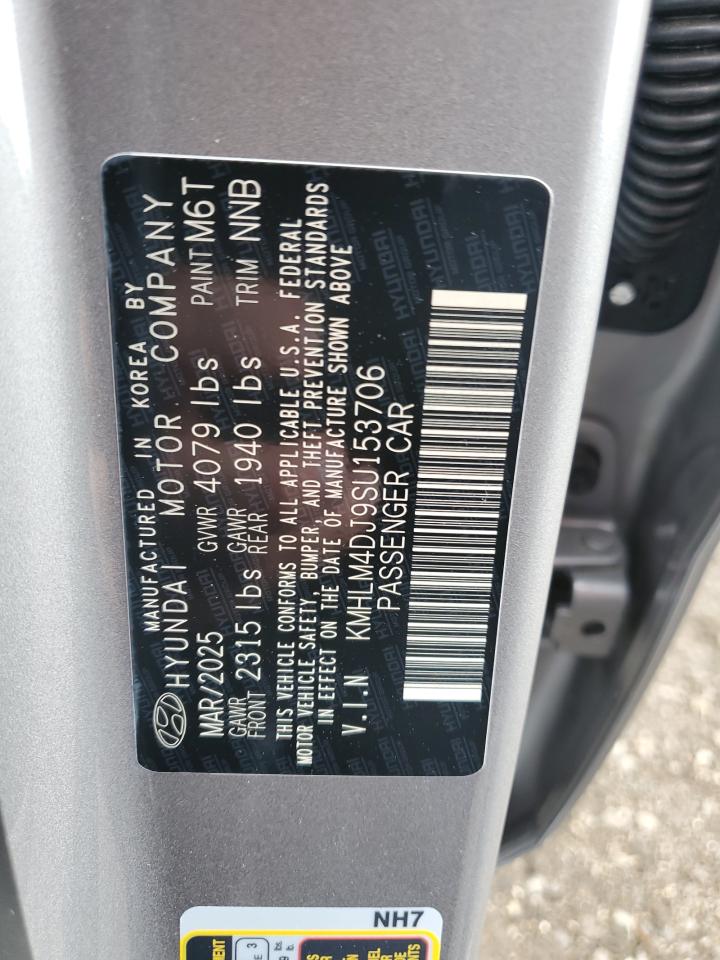 MANUFACTURED IN KOREA BY
HYUNDAI MOTOR COMPANY
MAR/2025 GVWR 4079 lbs PAINT M6T
GAWR FRONT 2315 lbs GAWR REAR 1940 lbs TRIM NNB
THIS VEHICLE CONFORMS TO ALL APPLICABLE U.S.A. FEDERAL
MOTOR VEHICLE SAFETY, BUMPER, AND THEFT PREVENTION STANDARDS
IN EFFECT ON THE DATE OF MANUFACTURE SHOWN ABOVE
V.I.N KMHLM4DJ9SU153706
PASSENGER CAR
NH7